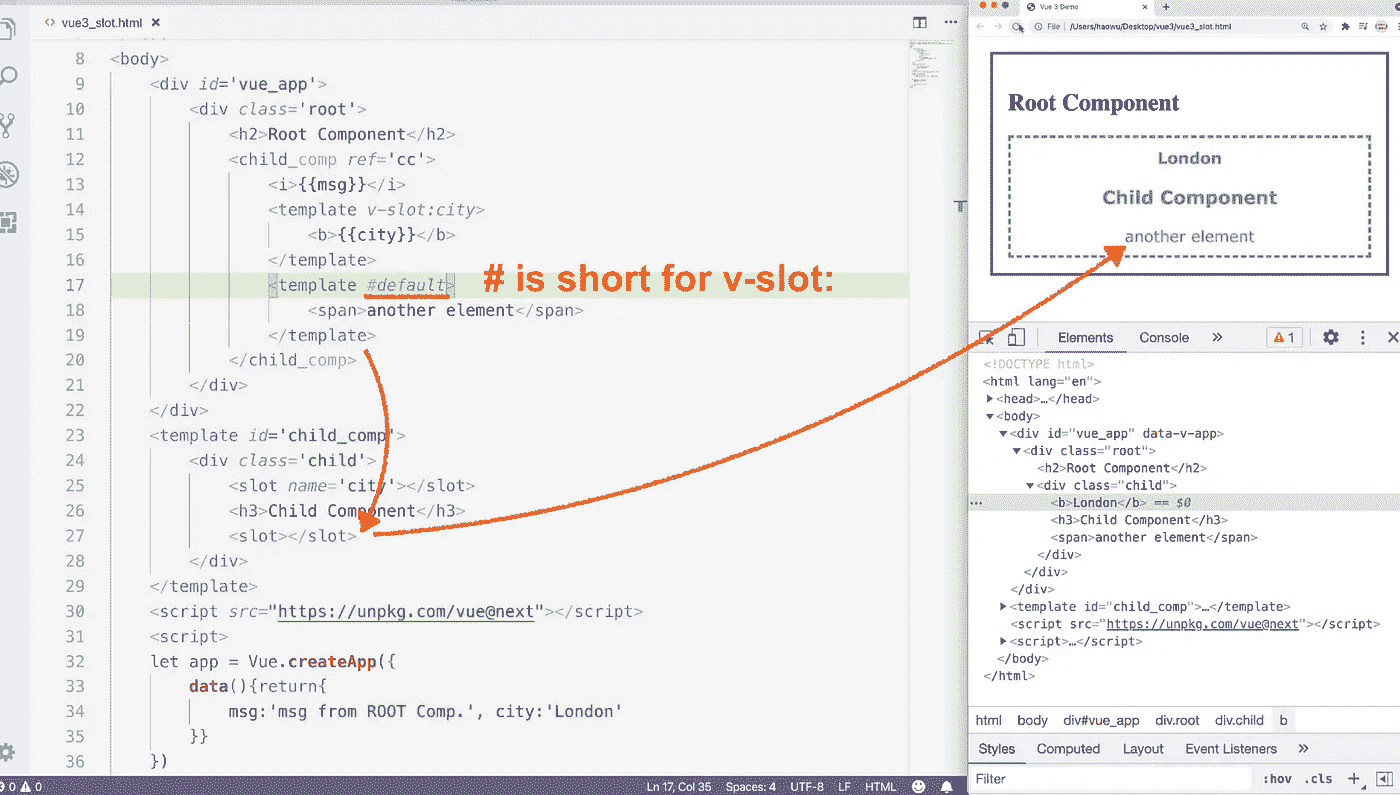 vue3_slot.html
8 <body>
9 <div id='vue_app'>
10 <div class='root'>
11 <h2>Root Component</h2>
12 <child_comp ref='cc'>
13 <i>{{msg}}</i>
14 <template v-slot:city>
15 <b>{{city}}</b>
16 </template>
17 <template #default> # is short for v-slot:
18 <span>another element</span>
19 </template>
20 </child_comp>
21 </div>
22 </div>
23 <template id='child_comp'>
24 <div class='child'>
25 <slot name='city'></slot>
26 <h3>Child Component</h3>
27 <slot></slot>
28 </div>
29 </template>
30 <script src="https://unpkg.com/vue@next"></script>
31 <script>
32 let app = Vue.createApp({
33 data(){return{
34 msg:'msg from ROOT Comp.', city:'London'
35 }}
36 })
0 0 Ln 17, Col 35 Spaces: 4 UTF-8 LF HTML
Vue 3 Demo
File /Users/haowu/Desktop/vue3/vue3_slot.html
Root Component
London
Child Component
another element
Elements Console » 1
<!DOCTYPE html>
<html lang="en">
<head>…</head>
<body>
<div id="vue_app" data-v-app>
<div class="root">
<h2>Root Component</h2>
<div class="child">
<b>London</b> == $0
<h3>Child Component</h3>
<span>another element</span>
</div>
</div>
</div>
<template id="child_comp">…</template>
<script src="https://unpkg.com/vue@next"></script>
<script>…</script>
</body>
</html>
html body div#vue_app div.root div.child b
Styles Computed Layout Event Listeners »
Filter :hov .cls +